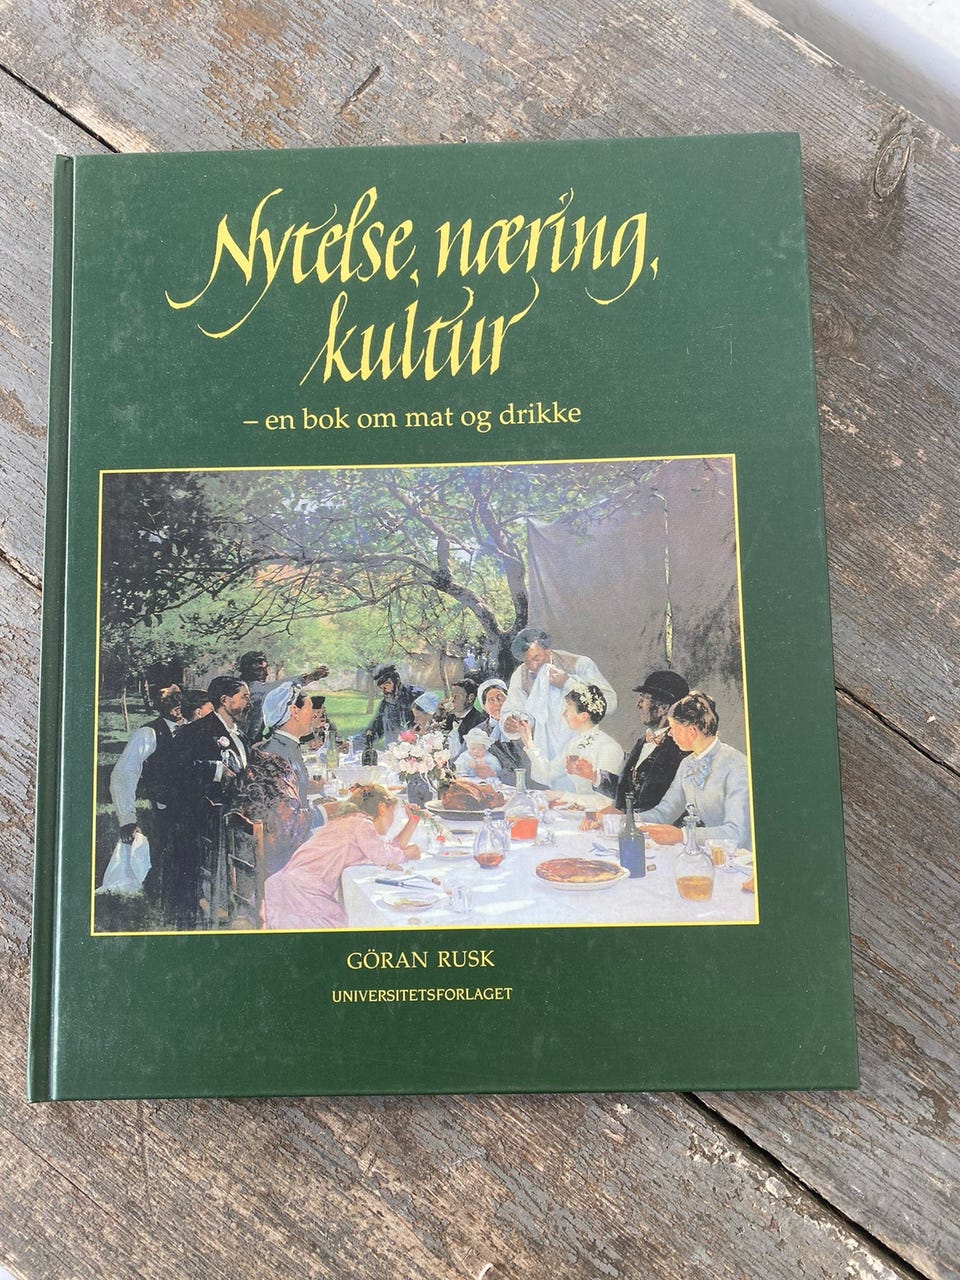 Nytelse, næring,
kultur
– en bok om mat og drikke
GÖRAN RUSK
UNIVERSITETSFORLAGET